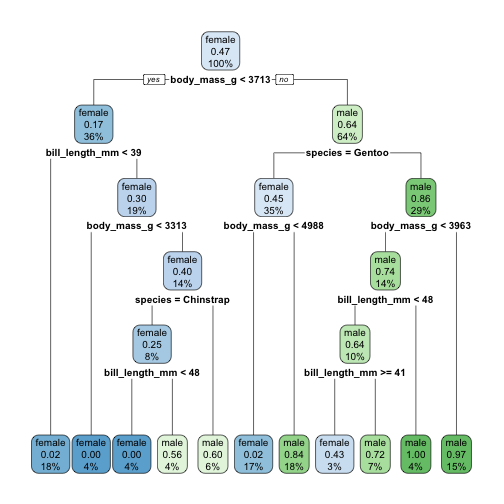 female
0.47
100%
yes body_mass_g < 3713 no
female
0.17
36%
male
0.64
64%
bill_length_mm < 39
species = Gentoo
female
0.30
19%
female
0.45
35%
male
0.86
29%
body_mass_g < 3313
body_mass_g < 4988
body_mass_g < 3963
female
0.40
14%
male
0.74
14%
species = Chinstrap
bill_length_mm < 48
female
0.25
8%
male
0.64
10%
bill_length_mm < 48
bill_length_mm >= 41
female
0.02
18%
female
0.00
4%
female
0.00
4%
male
0.56
4%
male
0.60
6%
female
0.02
17%
male
0.84
18%
female
0.43
3%
male
0.72
7%
male
1.00
4%
male
0.97
15%